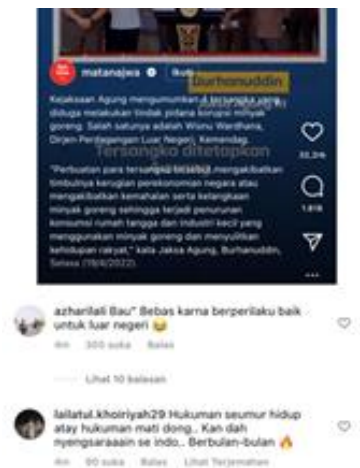 matanajwa Ikuti
Burhanuddin
Kejaksaan Agung mengumumkan 4 tersangka yang
diduga melakukan tindak pidana korupsi minyak
goreng. Salah satunya adalah Wisnu Wardhana,
Dirjen Perdagangan Luar Negeri, Kemendag.
Tersangka ditetapkan
"Perbuatan para tersangka tersebut mengakibatkan
timbulnya kerugian perekonomian negara atau
mengakibatkan kemahalan serta kelangkaan
minyak goreng sehingga terjadi penurunan
konsumsi rumah tangga dan industri kecil yang
menggunakan minyak goreng dan menyulitkan
kehidupan rakyat," kata Jaksa Agung, Burhanuddin,
Selasa (19/4/2022).
azharilali Bau" Bebas karna berperilaku baik
untuk luar negeri 😂
4m 300 suka Balas
Lihat 10 balasan
lailatul.khoiriyah29 Hukuman seumur hidup
atay hukuman mati dong.. Kan dah
nyengsaraaain se indo.. Berbulan-bulan 🔥
4m 90 suka Balas Lihat Terjemahan